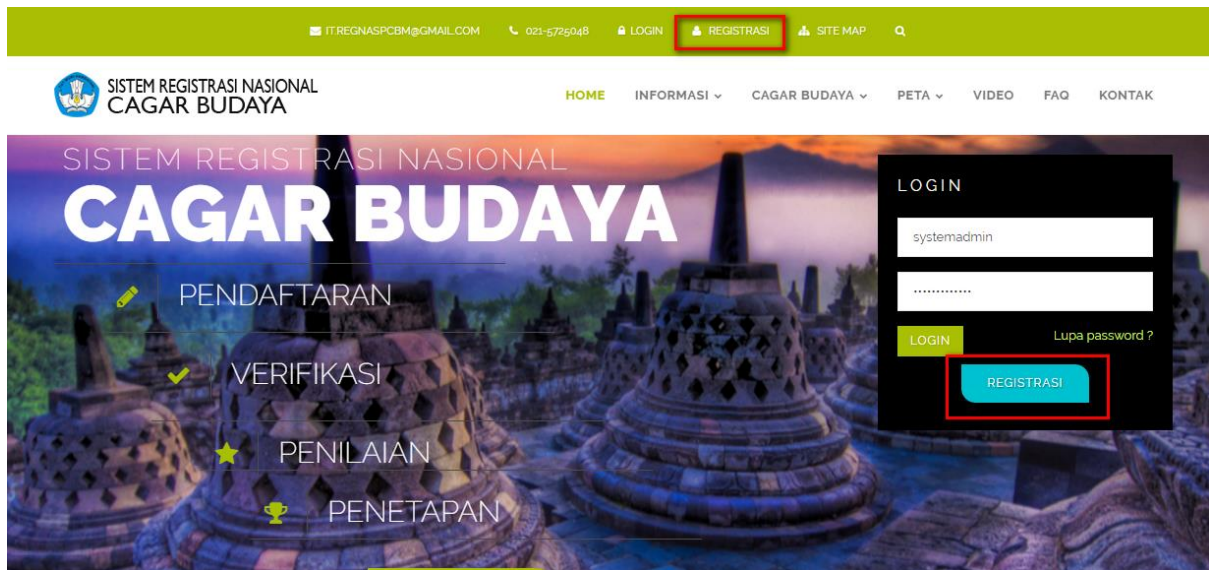 IT.REGNASPCBM@GMAIL.COM 021-5725048 LOGIN REGISTRASI SITE MAP
SISTEM REGISTRASI NASIONAL
CAGAR BUDAYA
HOME INFORMASI CAGAR BUDAYA PETA VIDEO FAQ KONTAK
SISTEM REGISTRASI NASIONAL
CAGAR BUDAYA
PENDAFTARAN
VERIFIKASI
PENILAIAN
PENETAPAN
LOGIN
systemadmin
LOGIN Lupa password ?
REGISTRASI